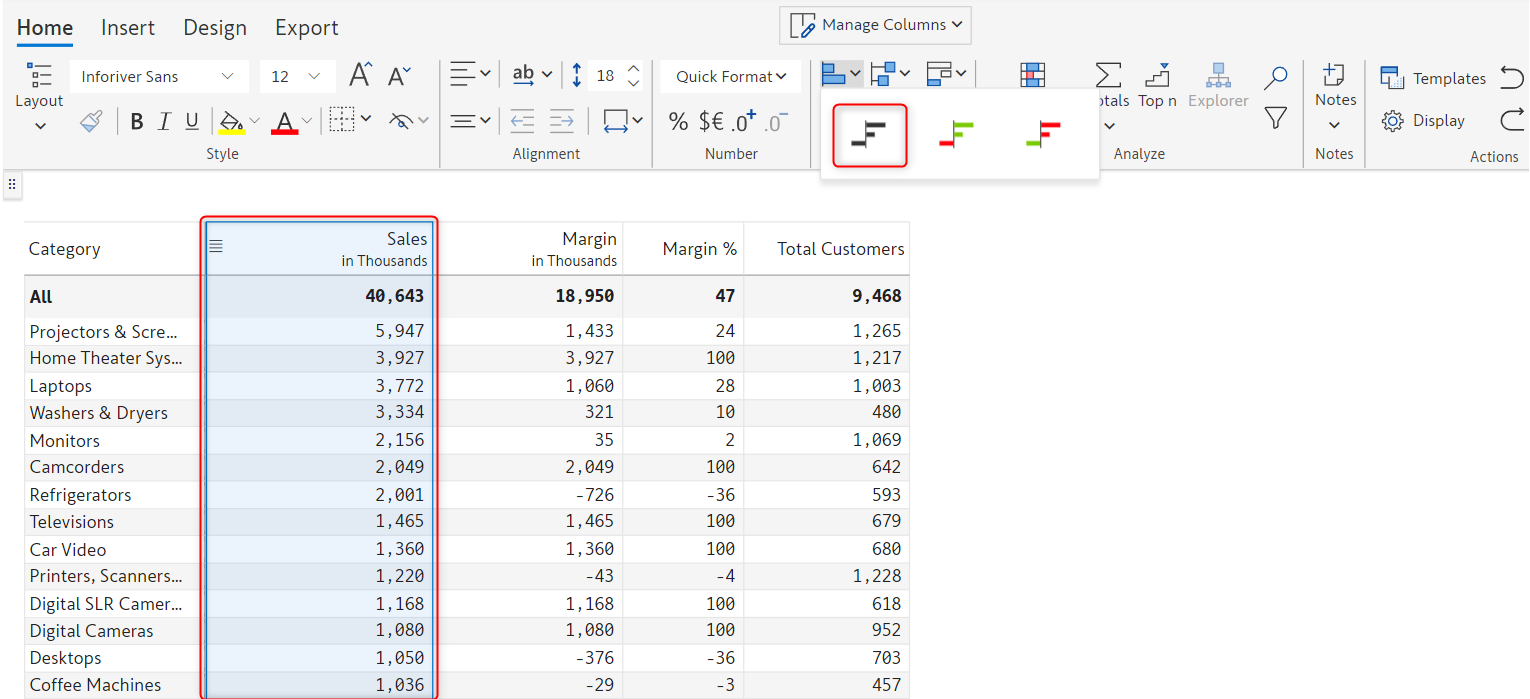 Home Insert Design Export Manage Columns
Inforiver Sans 12 A A ab 18 Quick Format Templates
Layout otals Top n Explorer Notes
B I U A % $€ .0+ .0- Display
Style Alignment Number Analyze Notes Actions
Category Sales in Thousands Margin in Thousands Margin % Total Customers
All 40,643 18,950 47 9,468
Projectors & Scre... 5,947 1,433 24 1,265
Home Theater Sys... 3,927 3,927 100 1,217
Laptops 3,772 1,060 28 1,003
Washers & Dryers 3,334 321 10 480
Monitors 2,156 35 2 1,069
Camcorders 2,049 2,049 100 642
Refrigerators 2,001 -726 -36 593
Televisions 1,465 1,465 100 679
Car Video 1,360 1,360 100 680
Printers, Scanners... 1,220 -43 -4 1,228
Digital SLR Camer... 1,168 1,168 100 618
Digital Cameras 1,080 1,080 100 952
Desktops 1,050 -376 -36 703
Coffee Machines 1,036 -29 -3 457